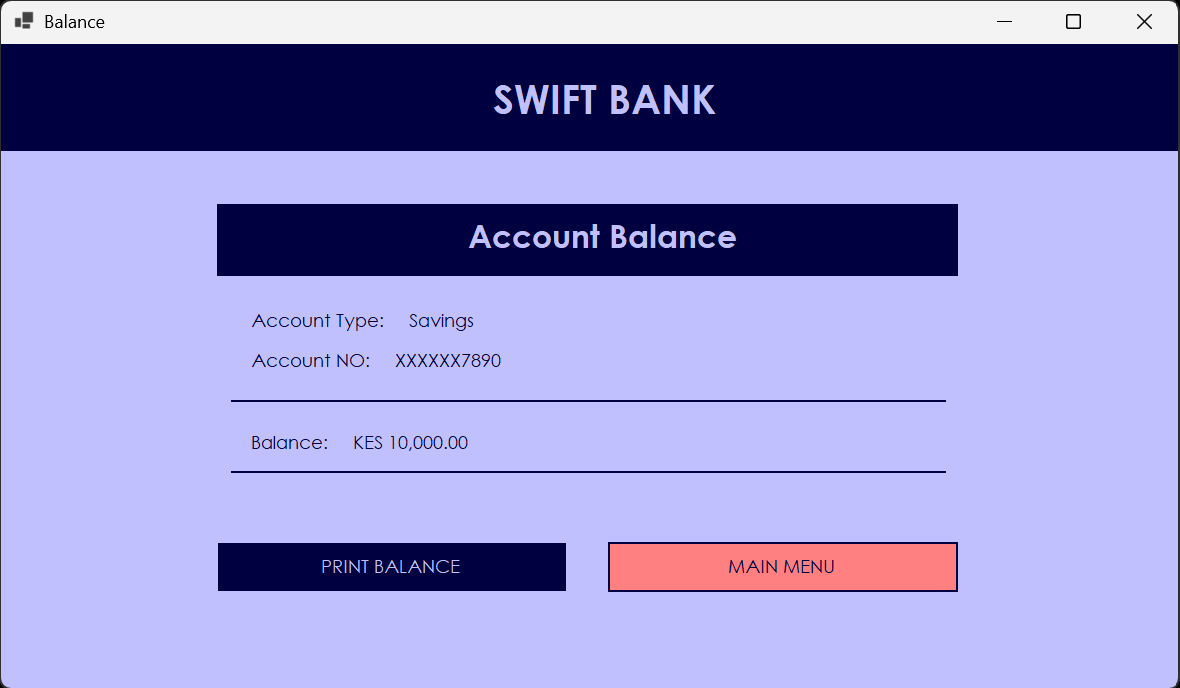 Balance
SWIFT BANK
Account Balance
Account Type: Savings
Account NO: XXXXXX7890
Balance: KES 10,000.00
PRINT BALANCE
MAIN MENU